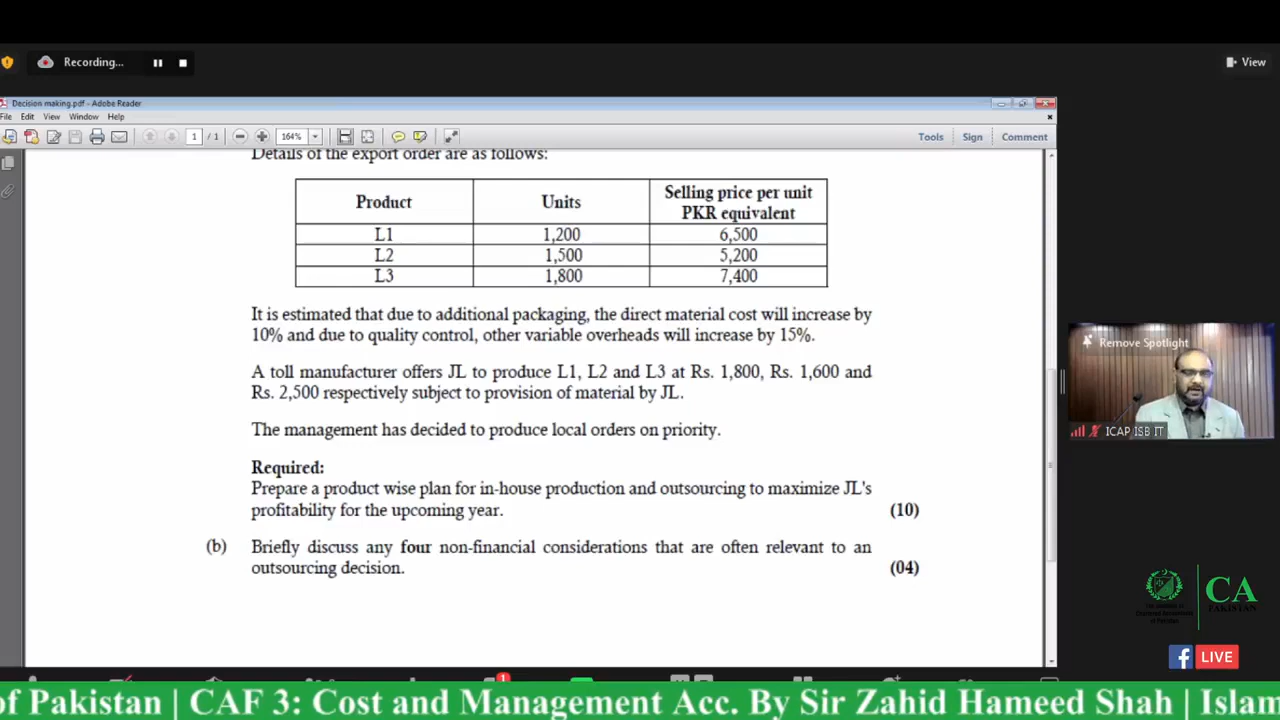 Recording...
View
Decision making.pdf - Adobe Reader
File Edit View Window Help
1 / 1 164% Tools Sign Comment
Details of the export order are as follows:
Product Units Selling price per unit PKR equivalent
L1 1,200 6,500
L2 1,500 5,200
L3 1,800 7,400
It is estimated that due to additional packaging, the direct material cost will increase by
10% and due to quality control, other variable overheads will increase by 15%.
A toll manufacturer offers JL to produce L1, L2 and L3 at Rs. 1,800, Rs. 1,600 and
Rs. 2,500 respectively subject to provision of material by JL.
The management has decided to produce local orders on priority.
Required:
Prepare a product wise plan for in-house production and outsourcing to maximize JL's
profitability for the upcoming year. (10)
(b) Briefly discuss any four non-financial considerations that are often relevant to an
outsourcing decision. (04)
Remove Spotlight
ICAP ISB IT
CA
PAKISTAN
f LIVE
1
of Pakistan | CAF 3: Cost and Management Acc. By Sir Zahid Hameed Shah | Islam